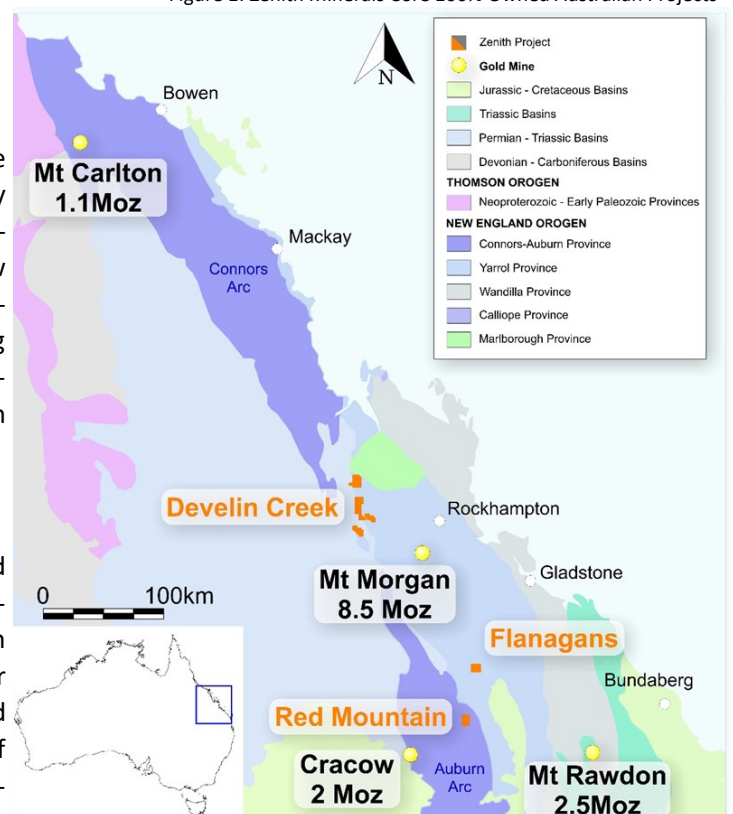 Bowen
N
Zenith Project
Gold Mine
Jurassic - Cretaceous Basins
Triassic Basins
Permian - Triassic Basins
Devonian - Carboniferous Basins
THOMSON OROGEN
Neoproterozoic - Early Paleozoic Provinces
NEW ENGLAND OROGEN
Connors-Auburn Province
Yarrol Province
Wandilla Province
Calliope Province
Marlborough Province
Mt Carlton
1.1Moz
Mackay
Connors
Arc
Develin Creek
Rockhampton
Mt Morgan
8.5 Moz
Gladstone
0 100km
Flanagans
Bundaberg
Red Mountain
Cracow
2 Moz
Auburn
Arc
Mt Rawdon
2.5Moz